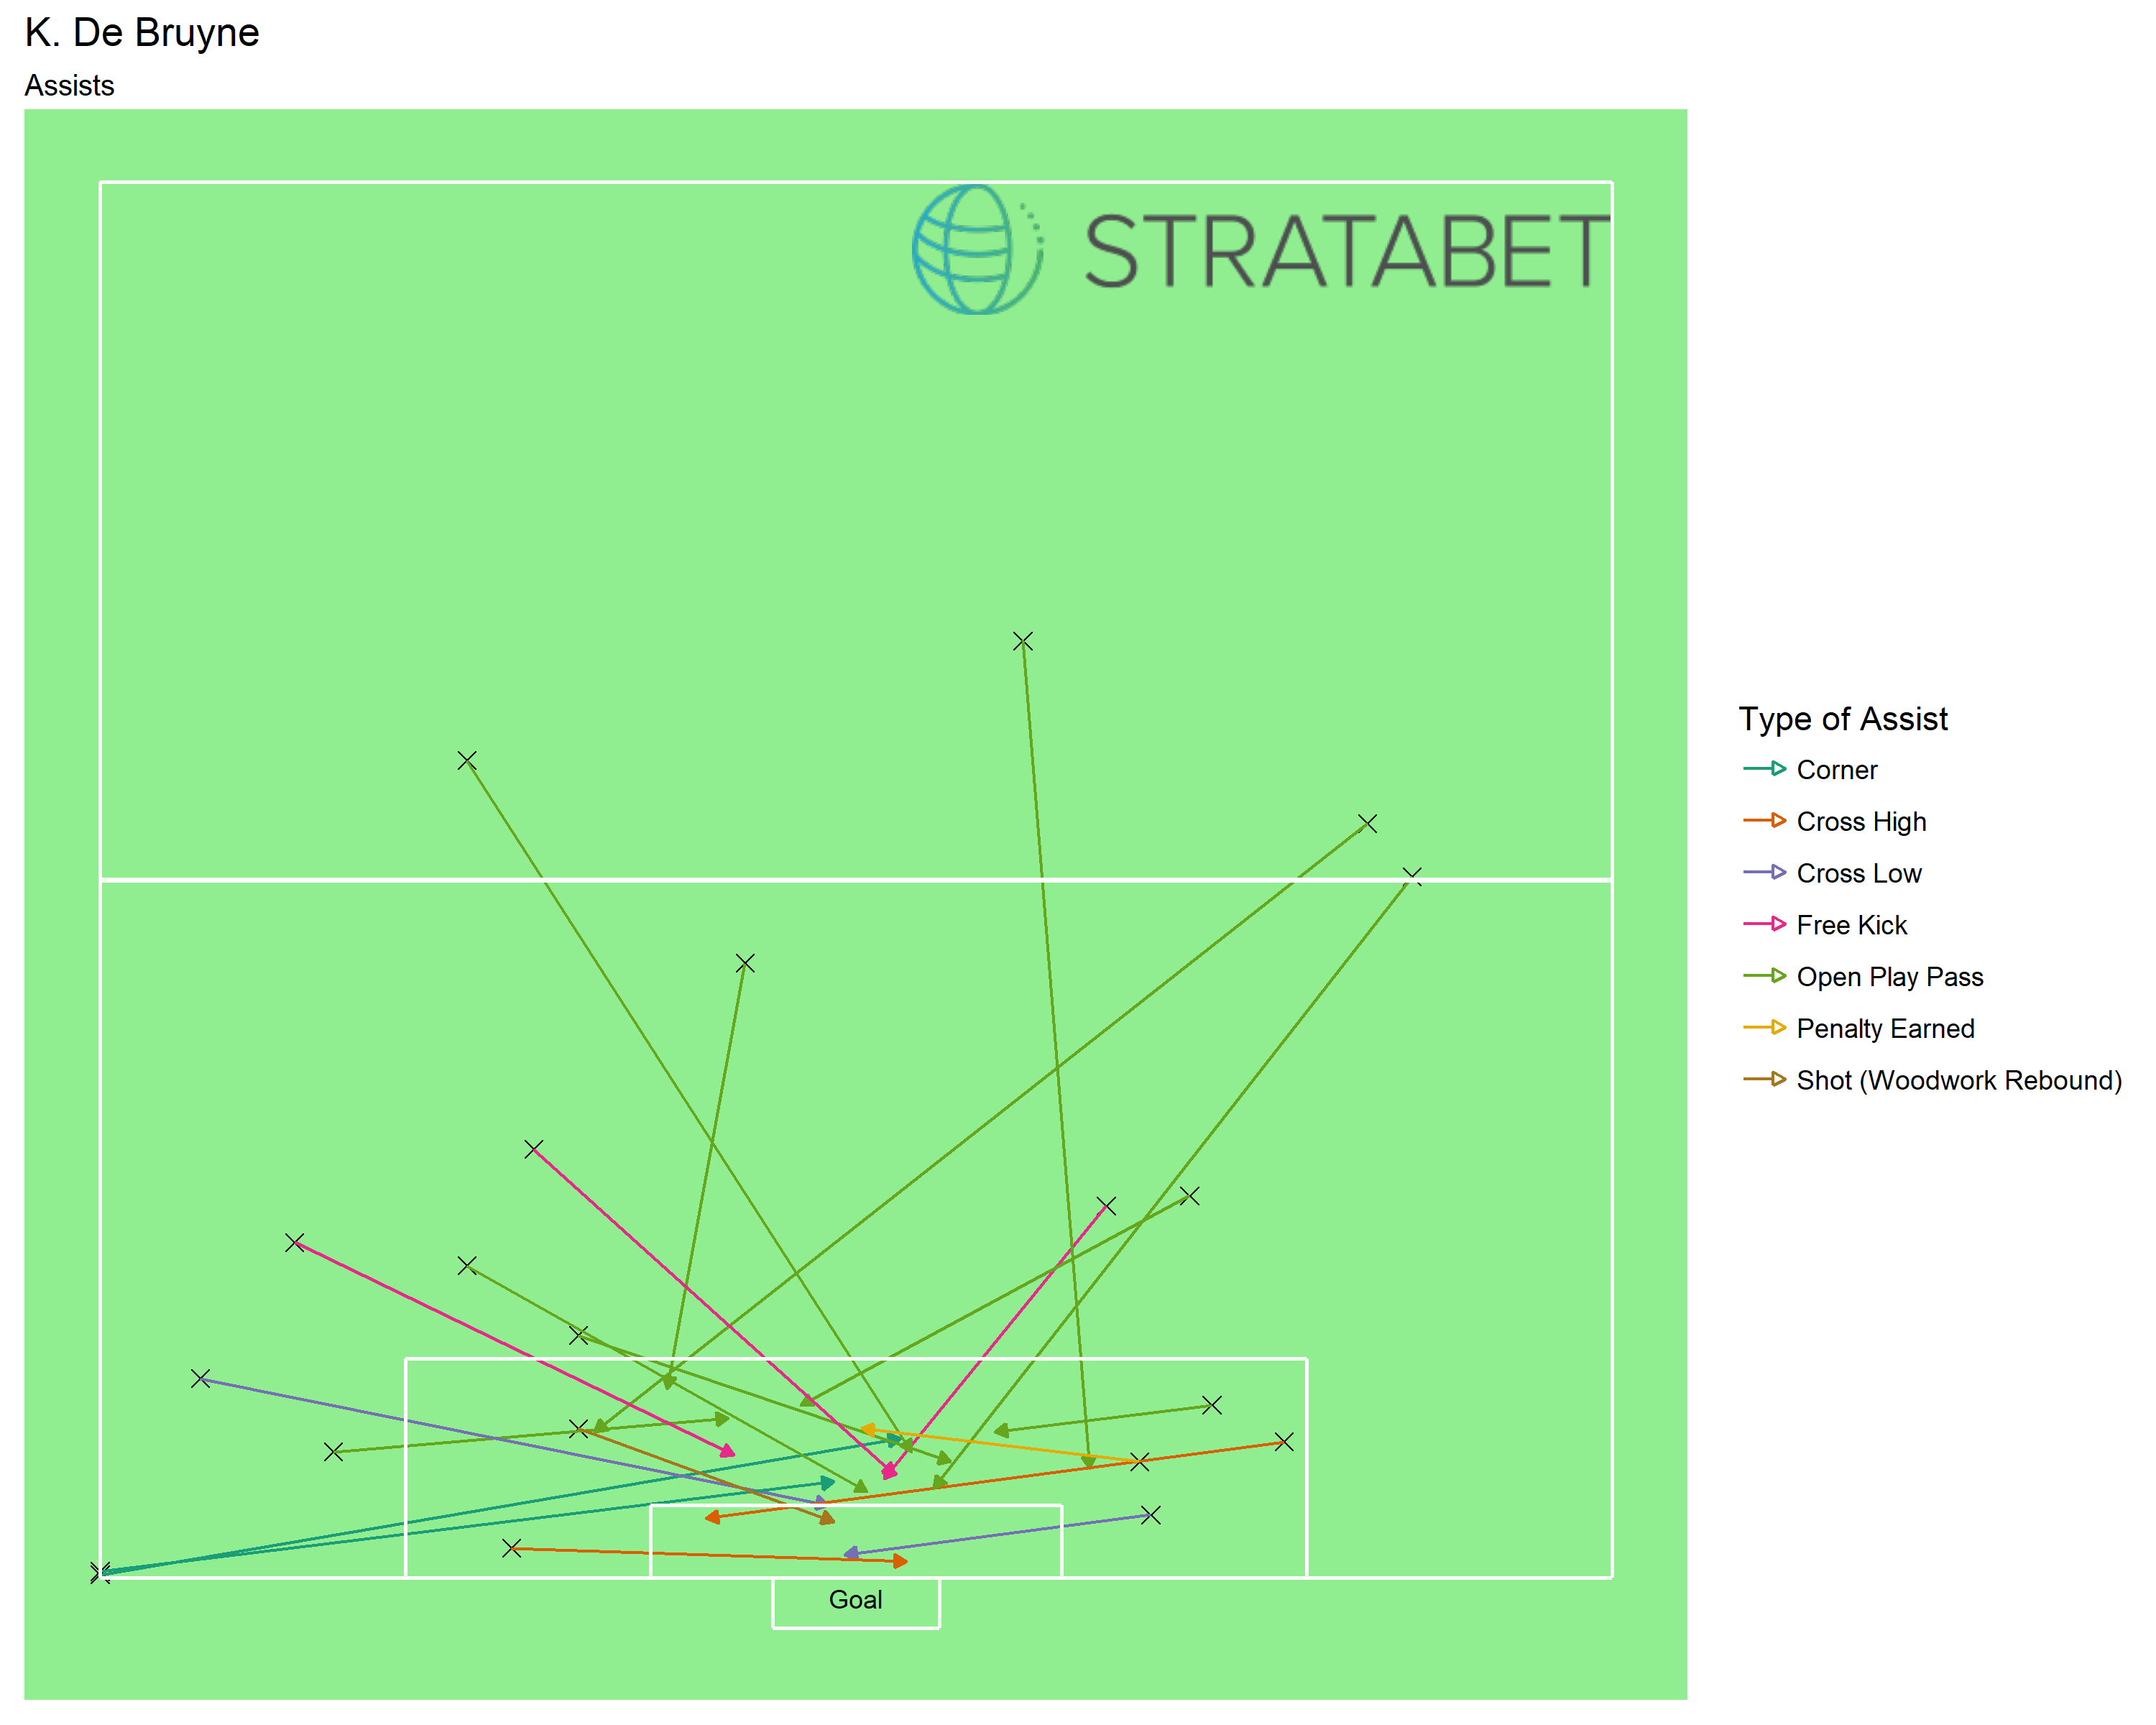 K. De Bruyne
Assists
STRATABET
Type of Assist
Corner
Cross High
Cross Low
Free Kick
Open Play Pass
Penalty Earned
Shot (Woodwork Rebound)
Goal